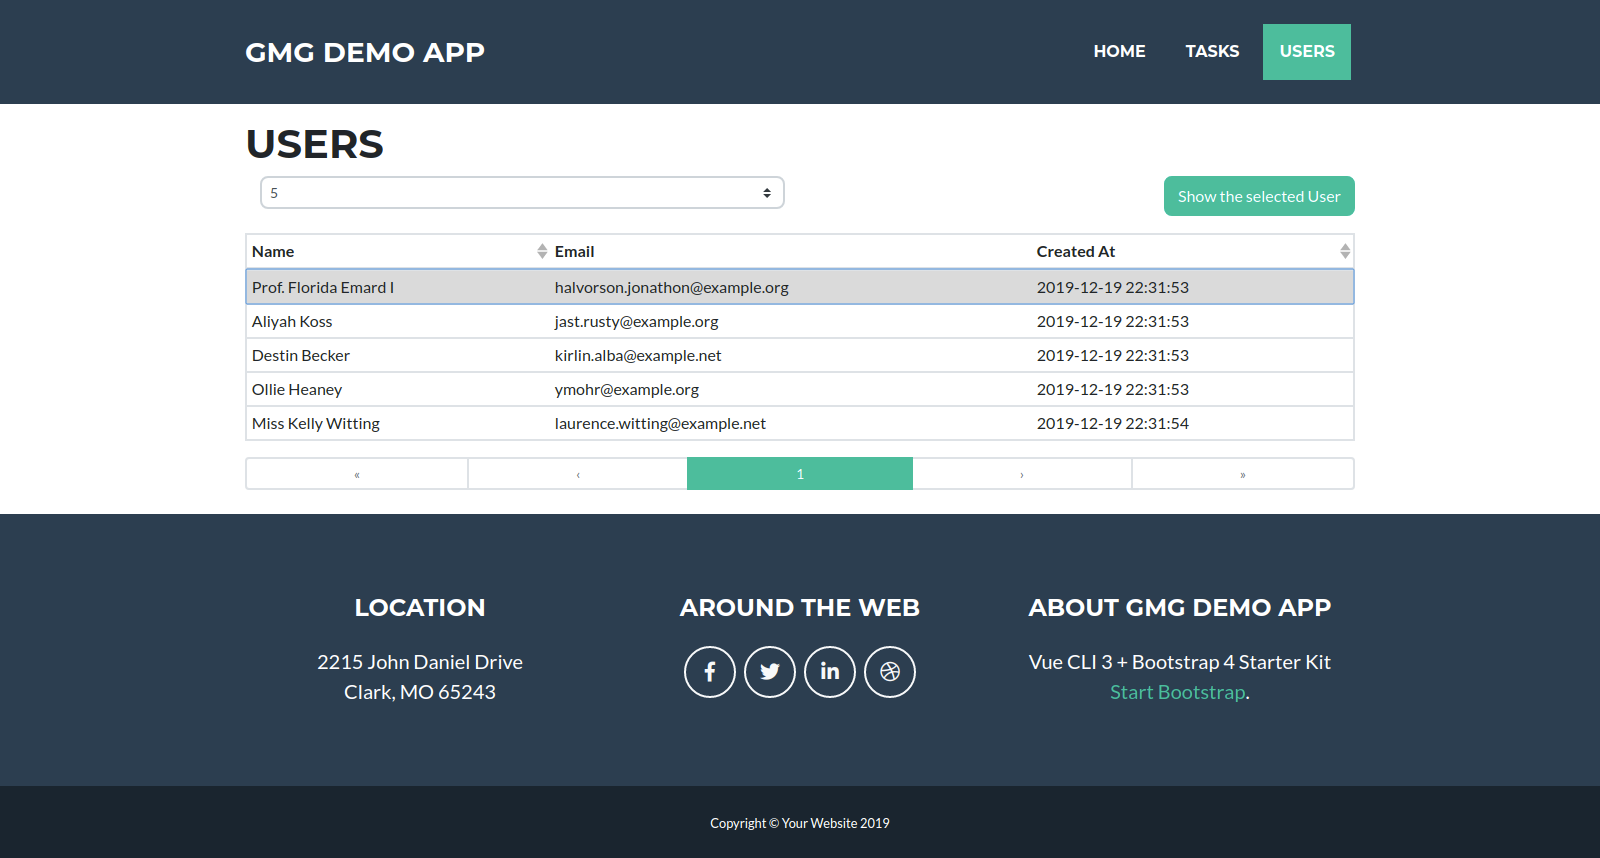 GMG DEMO APP
HOME TASKS USERS
USERS
5
Show the selected User
Name Email Created At
Prof. Florida Emard I halvorson.jonathon@example.org 2019-12-19 22:31:53
Aliyah Koss jast.rusty@example.org 2019-12-19 22:31:53
Destin Becker kirlin.alba@example.net 2019-12-19 22:31:53
Ollie Heaney ymohr@example.org 2019-12-19 22:31:53
Miss Kelly Witting laurence.witting@example.net 2019-12-19 22:31:54
« ‹ 1 › »
LOCATION
2215 John Daniel Drive
Clark, MO 65243
AROUND THE WEB
ABOUT GMG DEMO APP
Vue CLI 3 + Bootstrap 4 Starter Kit
Start Bootstrap.
Copyright © Your Website 2019